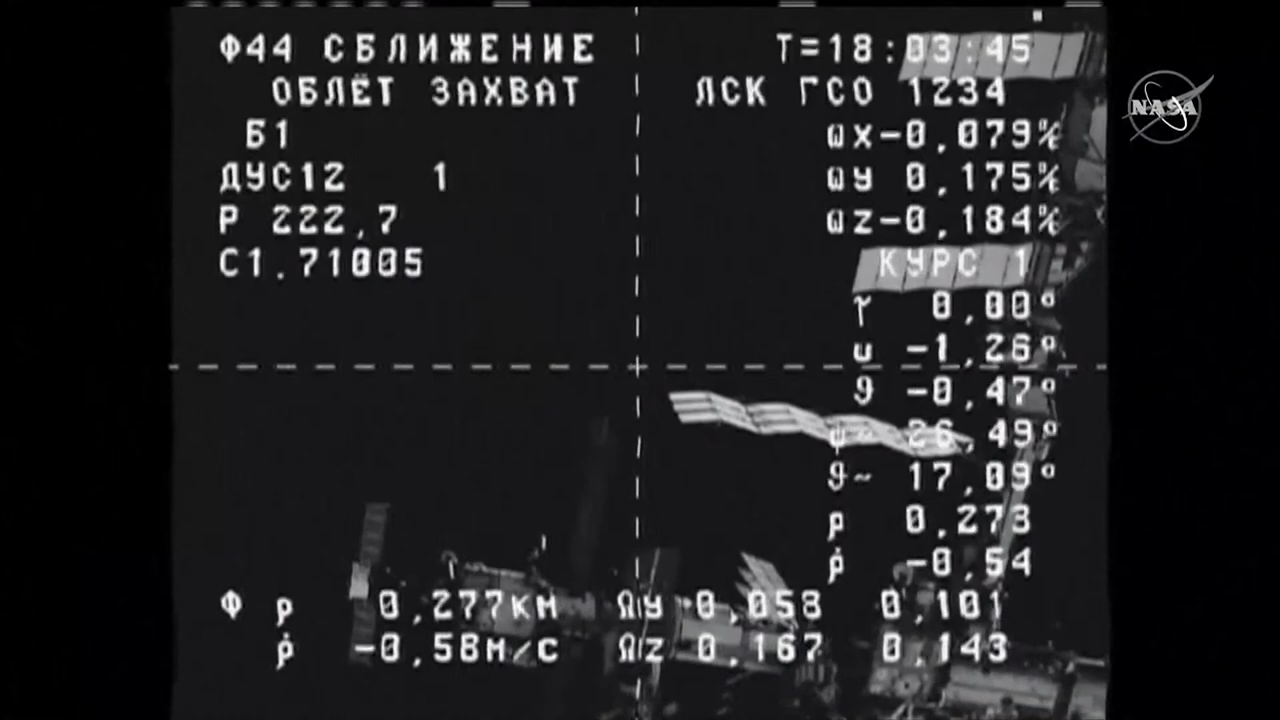 Ф44 СБЛИЖЕНИЕ T=18:03:45
ОБЛЁТ ЗАХВАТ ЛСК ГСО 1234
NASA
Б1 ωX-0,079%
ДУС12 1 ωY 0,175%
P 222,7 ωZ-0,184%
C1.71005 КУРС 1
γ 0,00°
-1,26°
ϑ -0,47°
26,49°
ϑ~ 17,09°
ρ 0,273
ρ̇ -0,54
Ф ρ 0,277КМ ΩY 0,058 0,101
ρ̇ -0,58М/С ΩZ 0,167 0,143